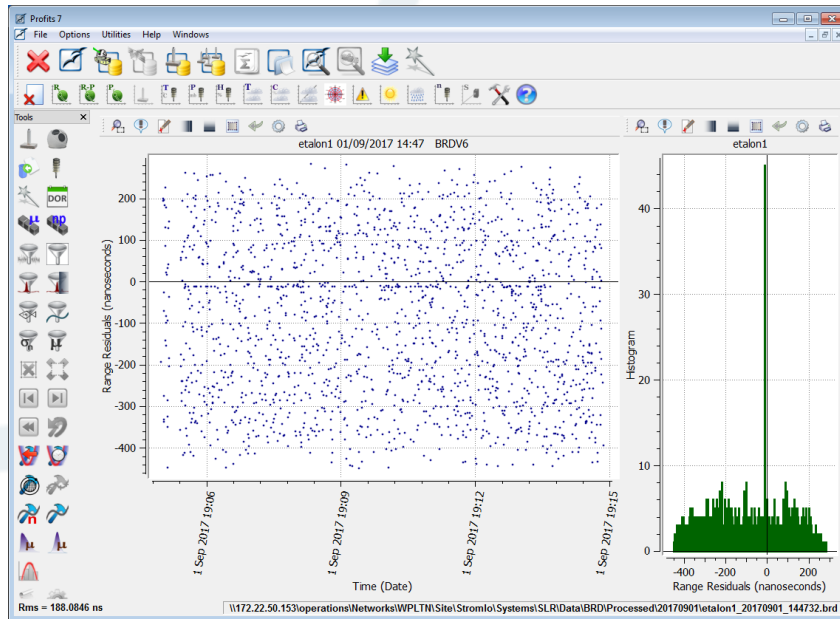 Profits 7
File Options Utilities Help Windows
Tools
DOR
etalon1 01/09/2017 14:47 BRDV6
Range Residuals (nanoseconds)
200
100
0
-100
-200
-300
-400
1 Sep 2017 19:06
1 Sep 2017 19:09
1 Sep 2017 19:12
1 Sep 2017 19:15
Time (Date)
etalon1
Histogram
40
30
20
10
0
-400 -200 0 200
Range Residuals (nanoseconds)
Rms = 188.0846 ns
\\172.22.50.153\operations\Networks\WPLTN\Site\Stromlo\Systems\SLR\Data\BRD\Processed\20170901\etalon1_20170901_144732.brd